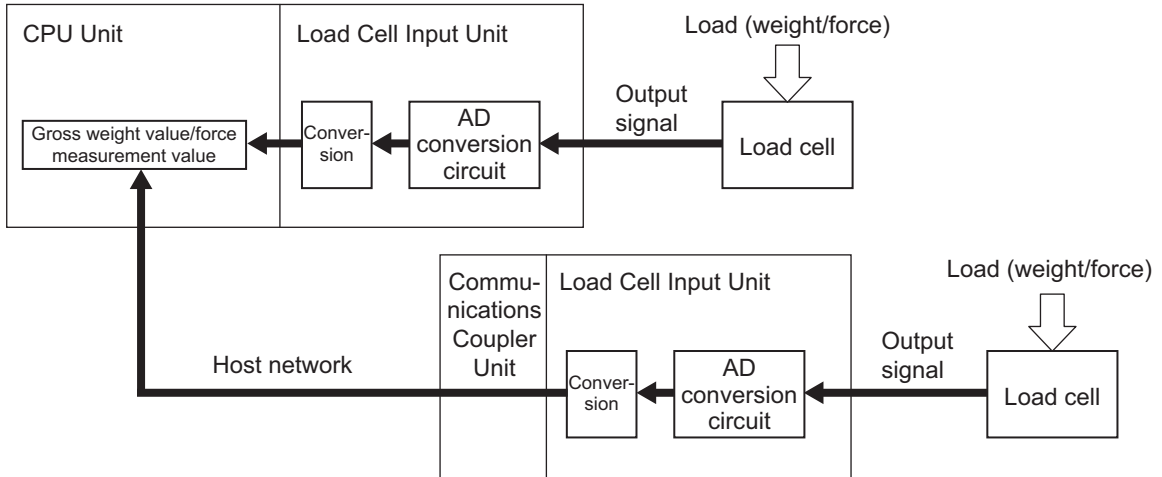 CPU Unit
Load Cell Input Unit
Load (weight/force)
Gross weight value/force
measurement value
Conver-
sion
AD
conversion
circuit
Output
signal
Load cell
Commu-
nications
Coupler
Unit
Load Cell Input Unit
Load (weight/force)
Host network
Conver-
sion
AD
conversion
circuit
Output
signal
Load cell